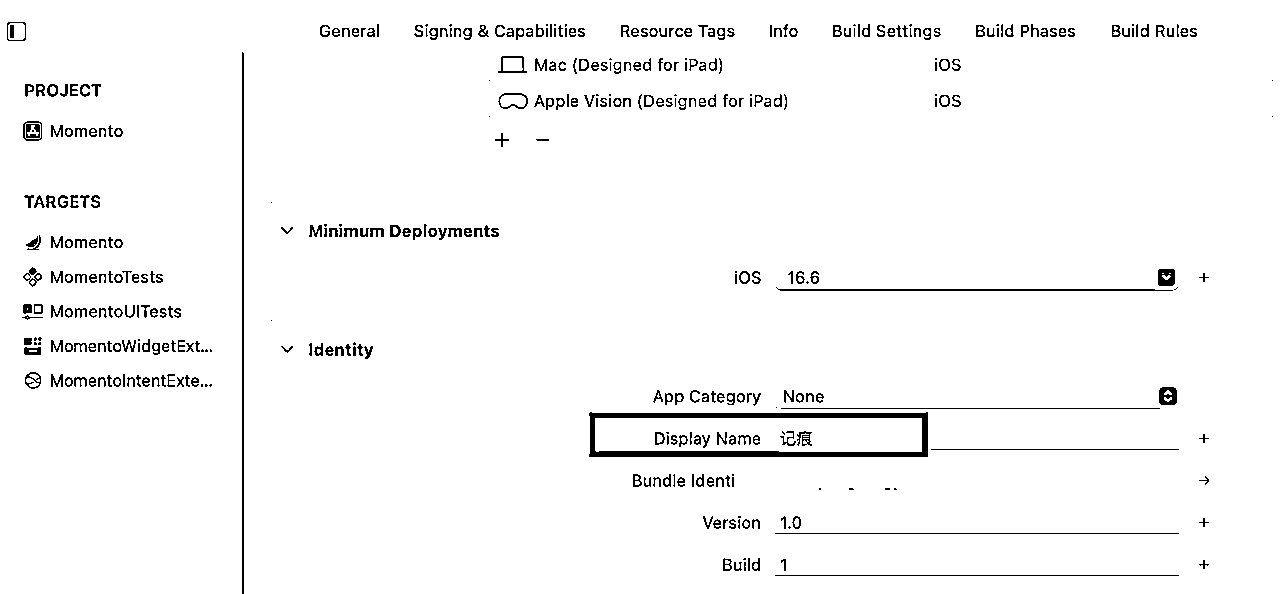 General Signing & Capabilities Resource Tags Info Build Settings Build Phases Build Rules
Mac (Designed for iPad) iOS
Apple Vision (Designed for iPad) iOS
+ −
PROJECT
Momento
TARGETS
Momento
MomentoTests
MomentoUITests
MomentoWidgetExt...
MomentoIntentExte...
Minimum Deployments
iOS 16.6 +
Identity
App Category None
Display Name 记痕 +
Bundle Identi
Version 1.0 +
Build 1 +